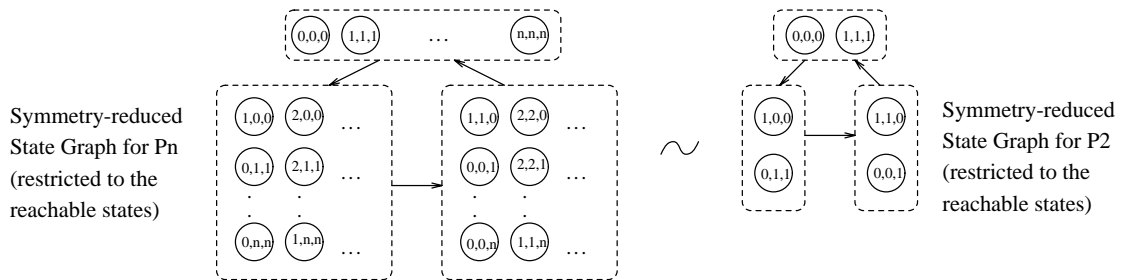 0,0,0 1,1,1 ... n,n,n
0,0,0 1,1,1
Symmetry-reduced
State Graph for Pn
(restricted to the
reachable states)
1,0,0 2,0,0 ...
0,1,1 2,1,1 ...
. .
. .
0,n,n 1,n,n ...
1,1,0 2,2,0 ...
0,0,1 2,2,1 ...
. .
. .
0,0,n 1,1,n ...
~
1,0,0 1,1,0
0,1,1 0,0,1
Symmetry-reduced
State Graph for P2
(restricted to the
reachable states)